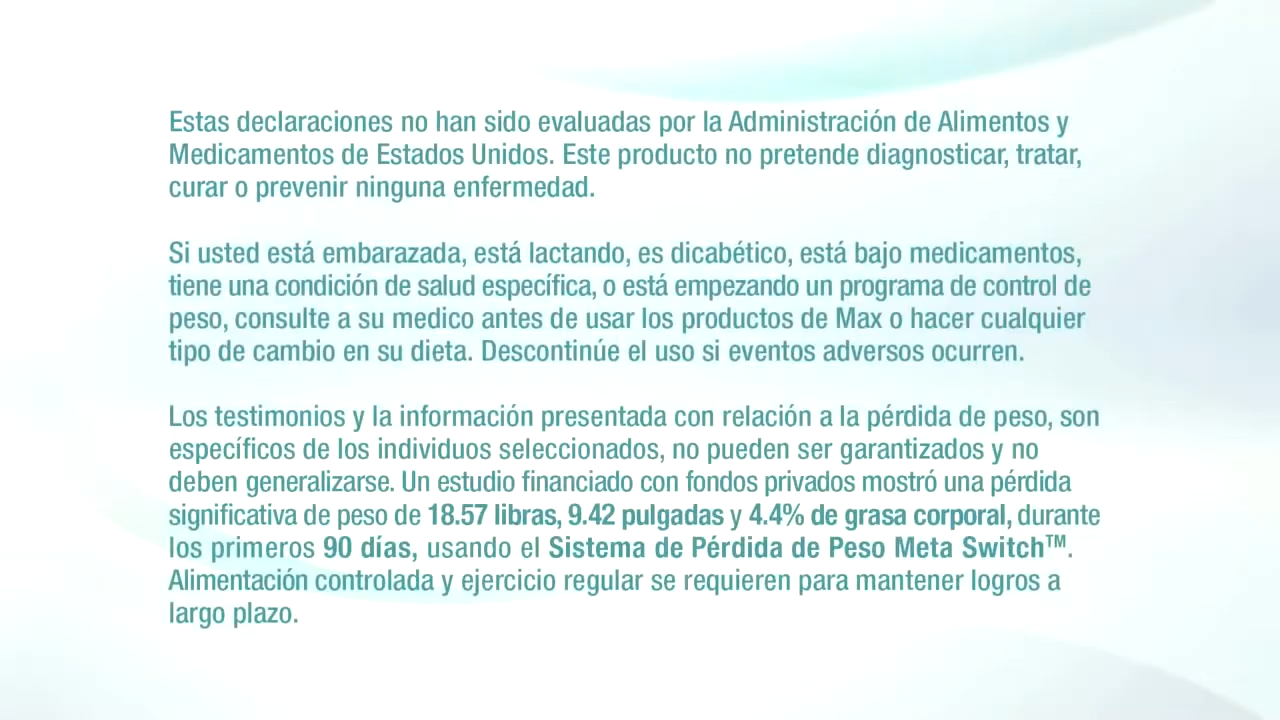 Estas declaraciones no han sido evaluadas por la Administración de Alimentos y
Medicamentos de Estados Unidos. Este producto no pretende diagnosticar, tratar,
curar o prevenir ninguna enfermedad.
Si usted está embarazada, está lactando, es dicabético, está bajo medicamentos,
tiene una condición de salud específica, o está empezando un programa de control de
peso, consulte a su medico antes de usar los productos de Max o hacer cualquier
tipo de cambio en su dieta. Descontinúe el uso si eventos adversos ocurren.
Los testimonios y la información presentada con relación a la pérdida de peso, son
específicos de los individuos seleccionados, no pueden ser garantizados y no
deben generalizarse. Un estudio financiado con fondos privados mostró una pérdida
significativa de peso de 18.57 libras, 9.42 pulgadas y 4.4% de grasa corporal, durante
los primeros 90 días, usando el Sistema de Pérdida de Peso Meta Switch™.
Alimentación controlada y ejercicio regular se requieren para mantener logros a
largo plazo.